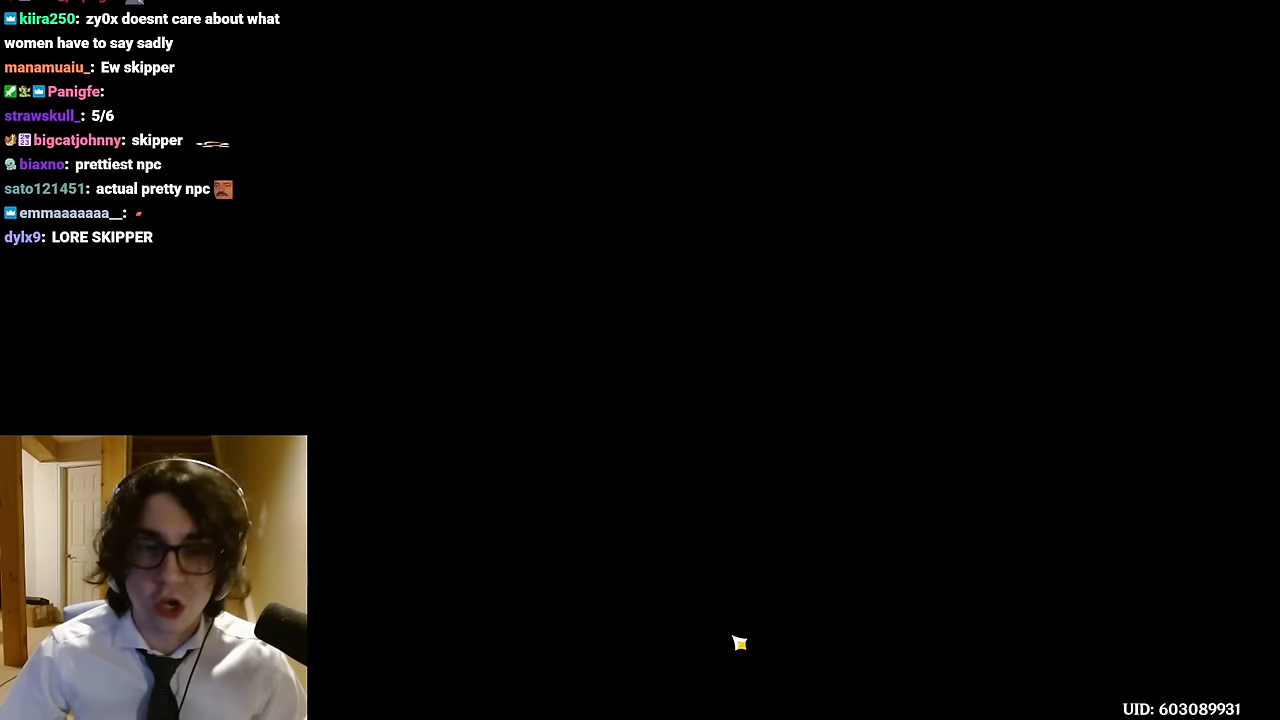 kiira250: zy0x doesnt care about what
women have to say sadly
manamuaiu_: Ew skipper
Panigfe:
strawskull_: 5/6
bigcatjohnny: skipper
biaxno: prettiest npc
sato121451: actual pretty npc
emmaaaaaaa__:
dylx9: LORE SKIPPER
UID: 603089931